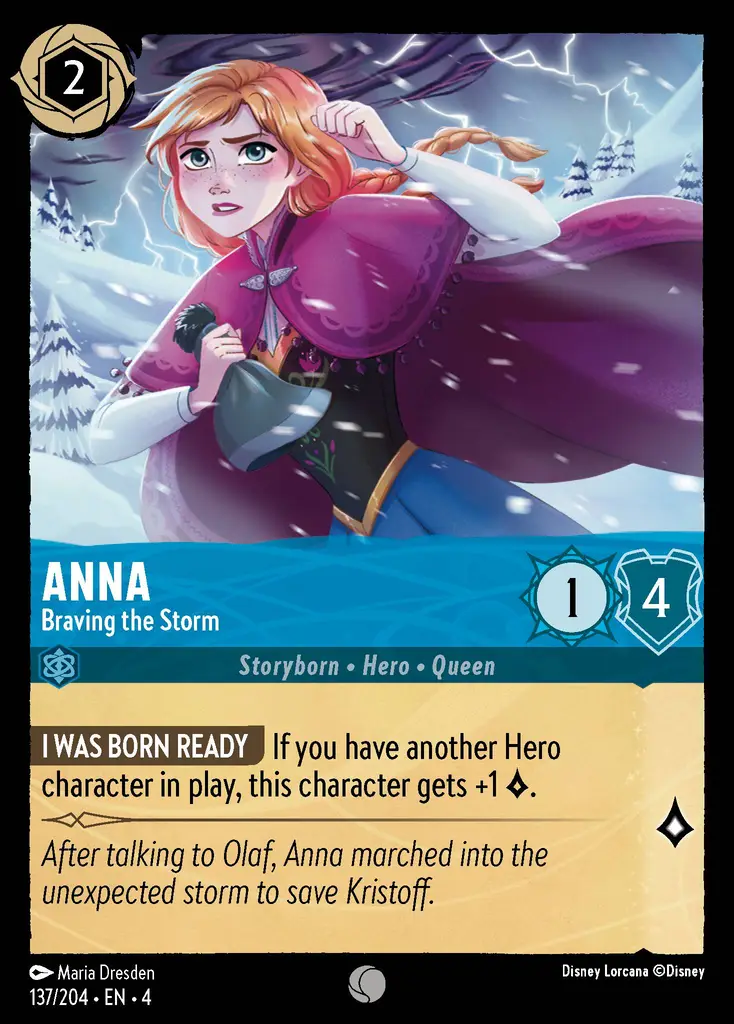 2
ANNA
Braving the Storm
1
4
Storyborn • Hero • Queen
I WAS BORN READY If you have another Hero
character in play, this character gets +1 .
After talking to Olaf, Anna marched into the
unexpected storm to save Kristoff.
Maria Dresden
Disney Lorcana ©Disney
137/204 • EN • 4